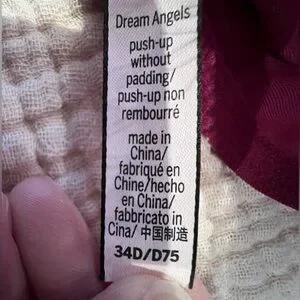 Dream Angels
push-up
without
padding/
push-up non
rembourré
made in
China/
fabriqué en
Chine/hecho
en China/
fabbricato in
Cina/ 中国制造
34D/D75